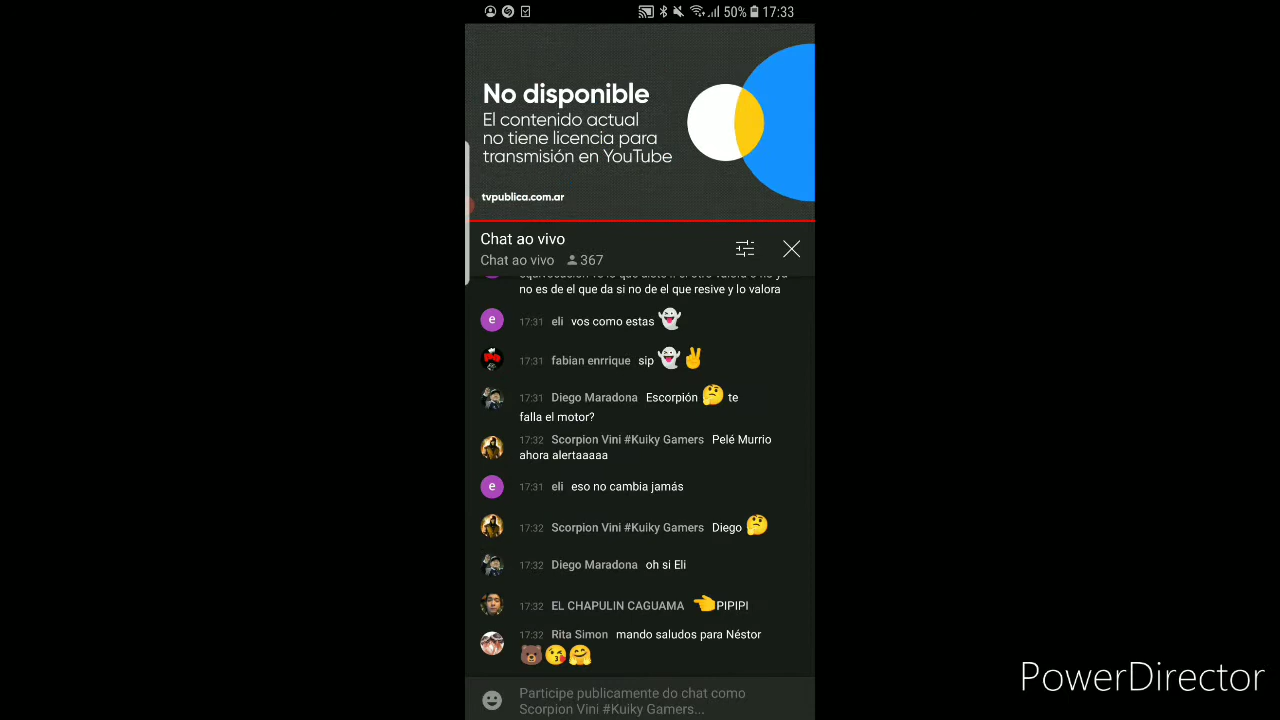 50% 17:33
No disponible
El contenido actual
no tiene licencia para
transmisión en YouTube
tvpublica.com.ar
Chat ao vivo
Chat ao vivo 367
no es de el que da si no de el que resive y lo valora
e 17:31 eli vos como estas 👻
17:31 fabian enrrique sip 👻✌
17:31 Diego Maradona Escorpión 🤔 te
falla el motor?
17:32 Scorpion Vini #Kuiky Gamers Pelé Murrio
ahora alertaaaaa
e 17:31 eli eso no cambia jamás
17:32 Scorpion Vini #Kuiky Gamers Diego 🤔
17:32 Diego Maradona oh si Eli
17:32 EL CHAPULIN CAGUAMA 👈PIPIPI
17:32 Rita Simon mando saludos para Néstor
🐻😘🤗
Participe publicamente do chat como
Scorpion Vini #Kuiky Gamers...
PowerDirector